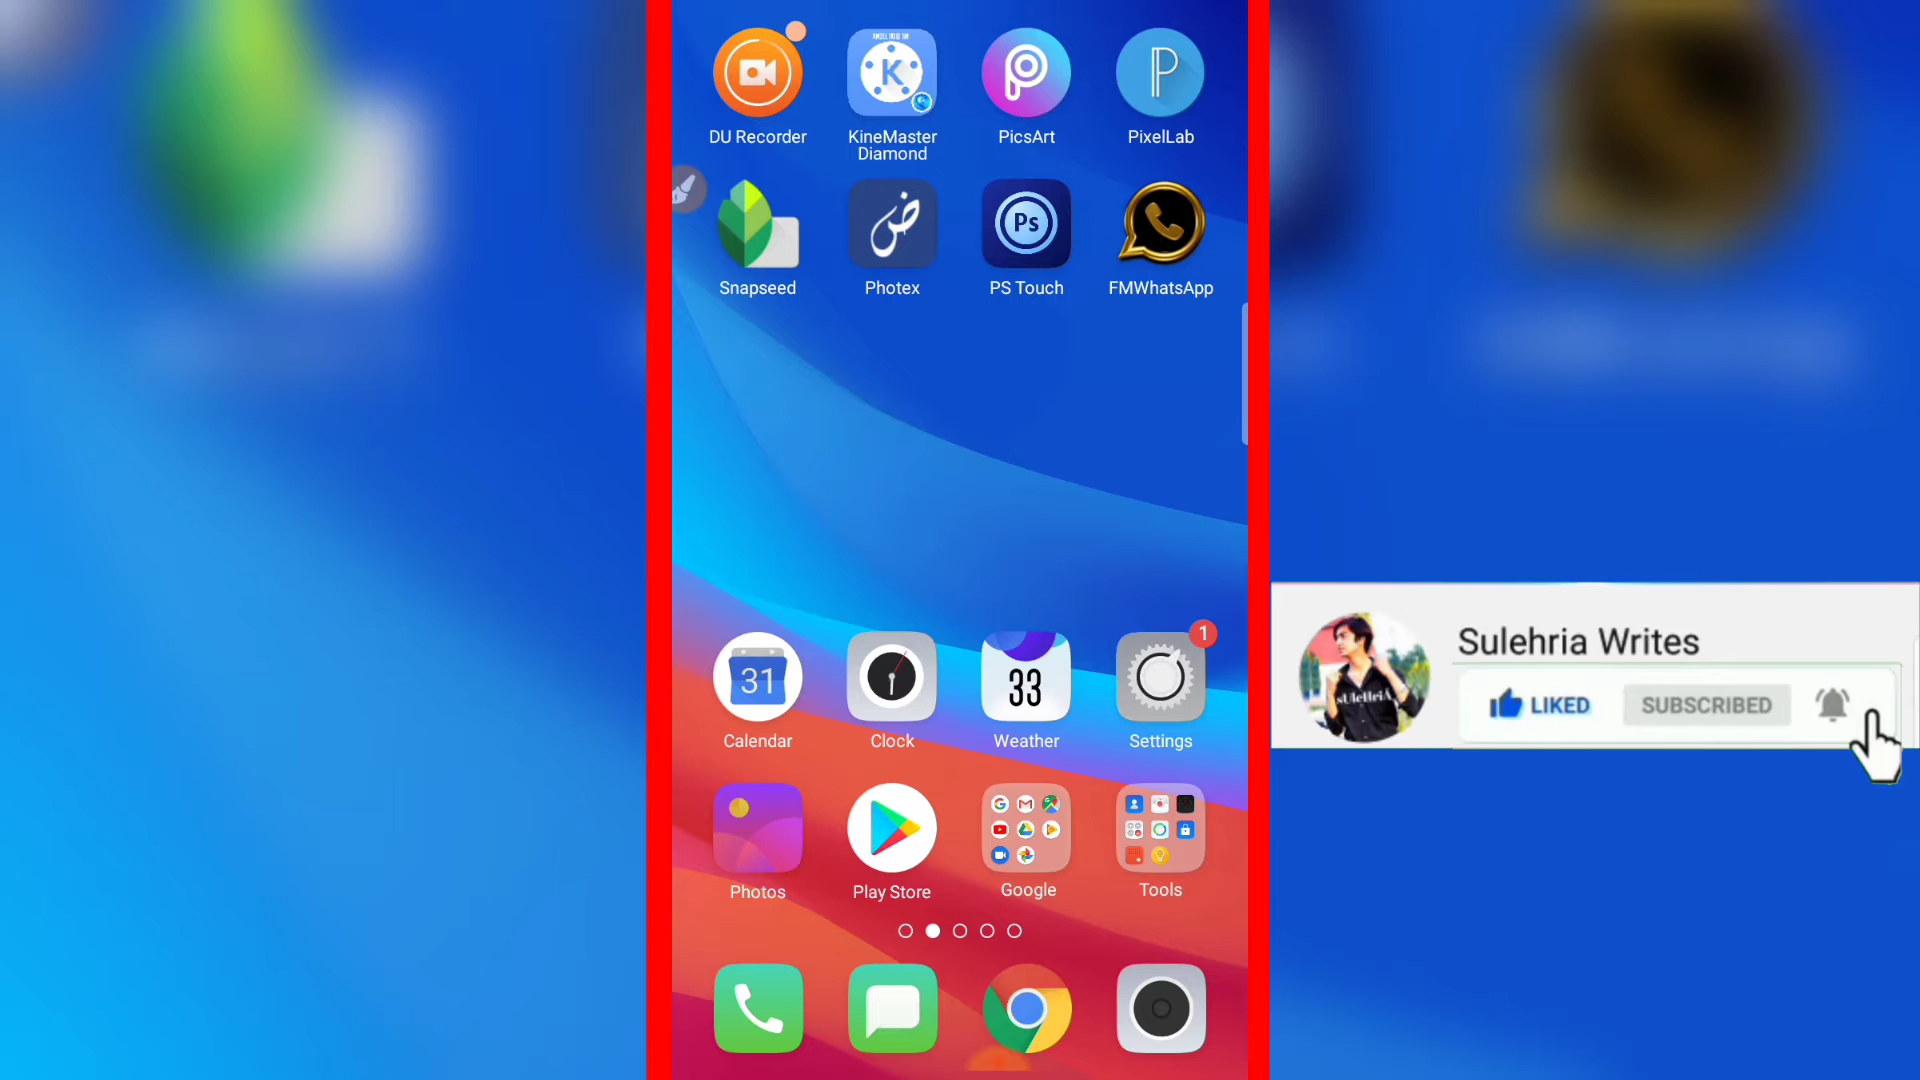 DU Recorder
K
KineMaster
Diamond
PicsArt
P
PixelLab
Snapseed
ض
Photex
Ps
PS Touch
FMWhatsApp
31
Calendar
Clock
33
Weather
1
Settings
Photos
Play Store
Google
Tools
Sulehria Writes
LIKED
SUBSCRIBED